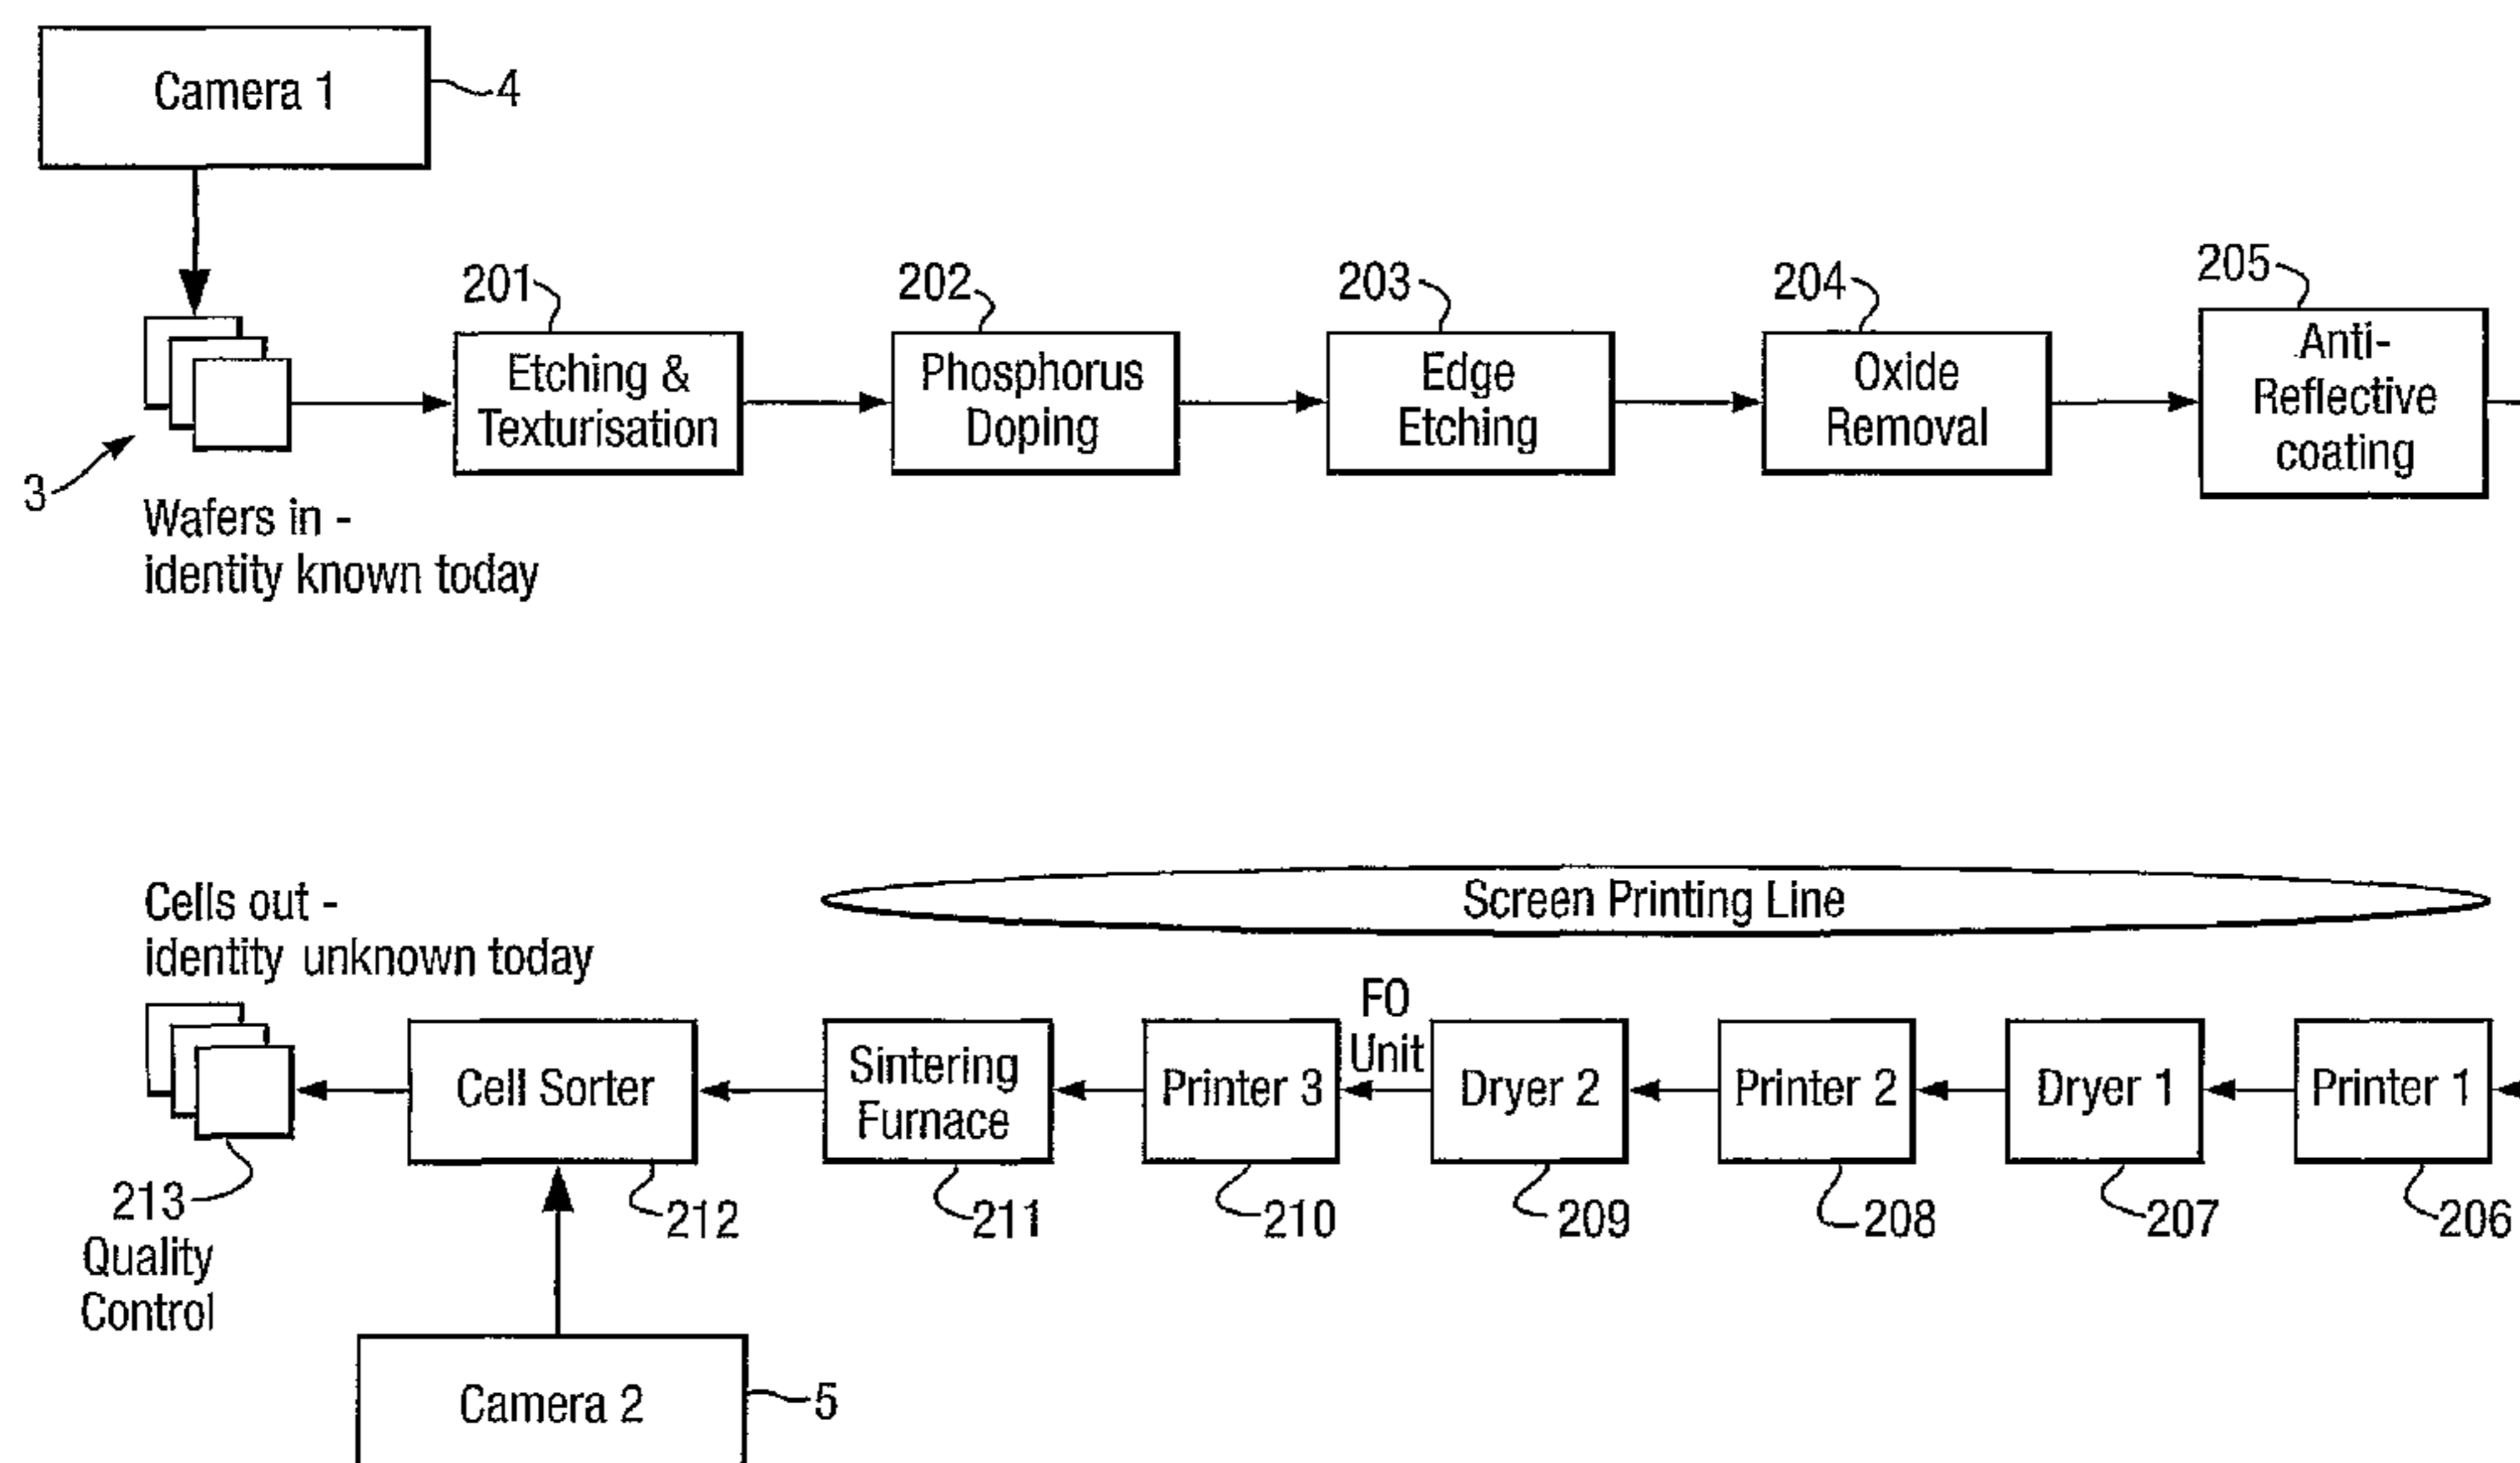 Camera 1
4
201
202
203
204
205
Etching &
Texturisation
Phosphorus
Doping
Edge
Etching
Oxide
Removal
Anti-
Reflective
coating
3
Wafers in -
identity known today
Cells out -
identity unknown today
Screen Printing Line
FO
Unit
Cell Sorter
Sintering
Furnace
Printer 3
Dryer 2
Printer 2
Dryer 1
Printer 1
213
212
211
210
209
208
207
206
Quality
Control
Camera 2
5